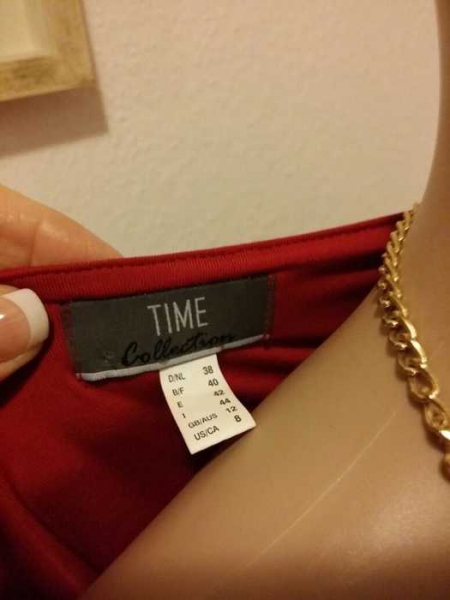 TIME
Collection
D/NL 38
B/F 40
E 42
I 44
GB/AUS 12
US/CA 8